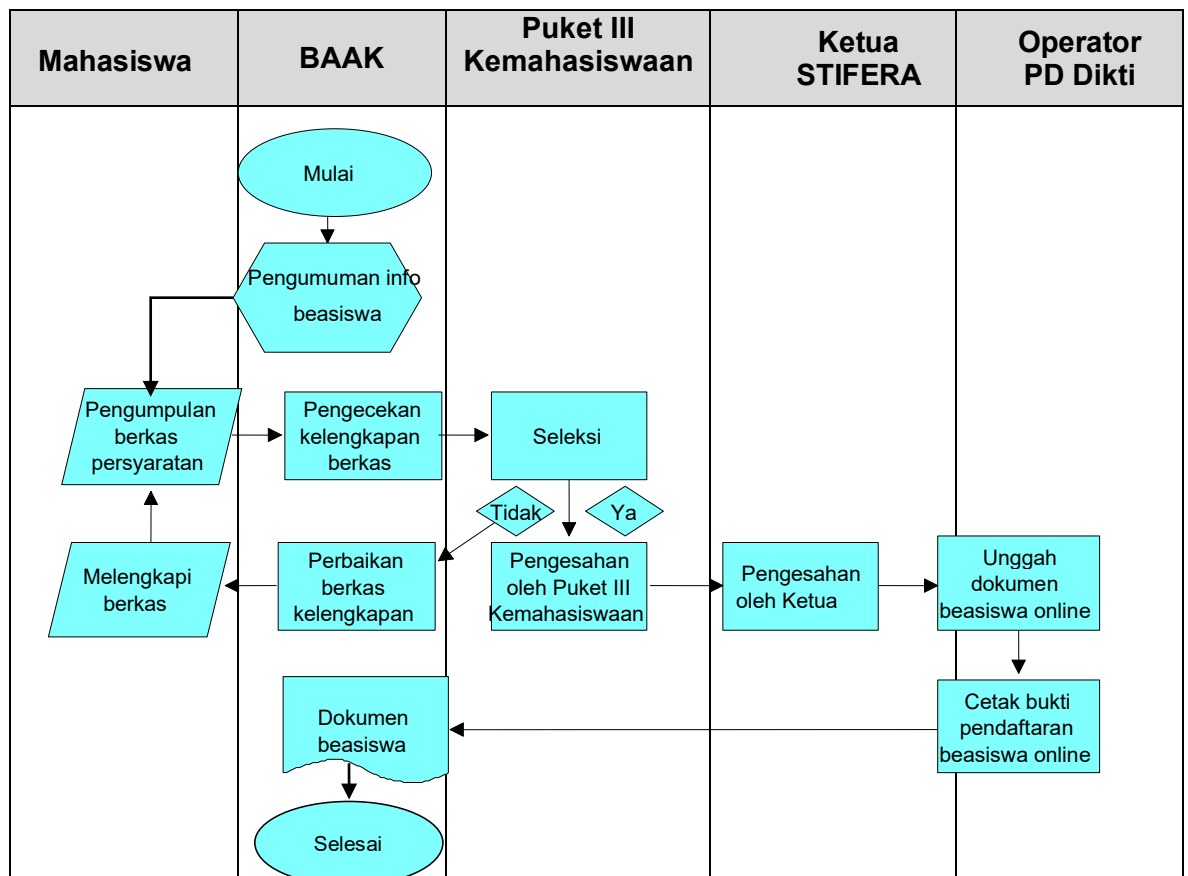 Mahasiswa
BAAK
Puket III
Kemahasiswaan
Ketua
STIFERA
Operator
PD Dikti
Mulai
Pengumuman info
beasiswa
Pengumpulan
berkas
persyaratan
Pengecekan
kelengkapan
berkas
Seleksi
Tidak
Ya
Melengkapi
berkas
Perbaikan
berkas
kelengkapan
Pengesahan
oleh Puket III
Kemahasiswaan
Pengesahan
oleh Ketua
Unggah
dokumen
beasiswa online
Dokumen
beasiswa
Cetak bukti
pendaftaran
beasiswa online
Selesai